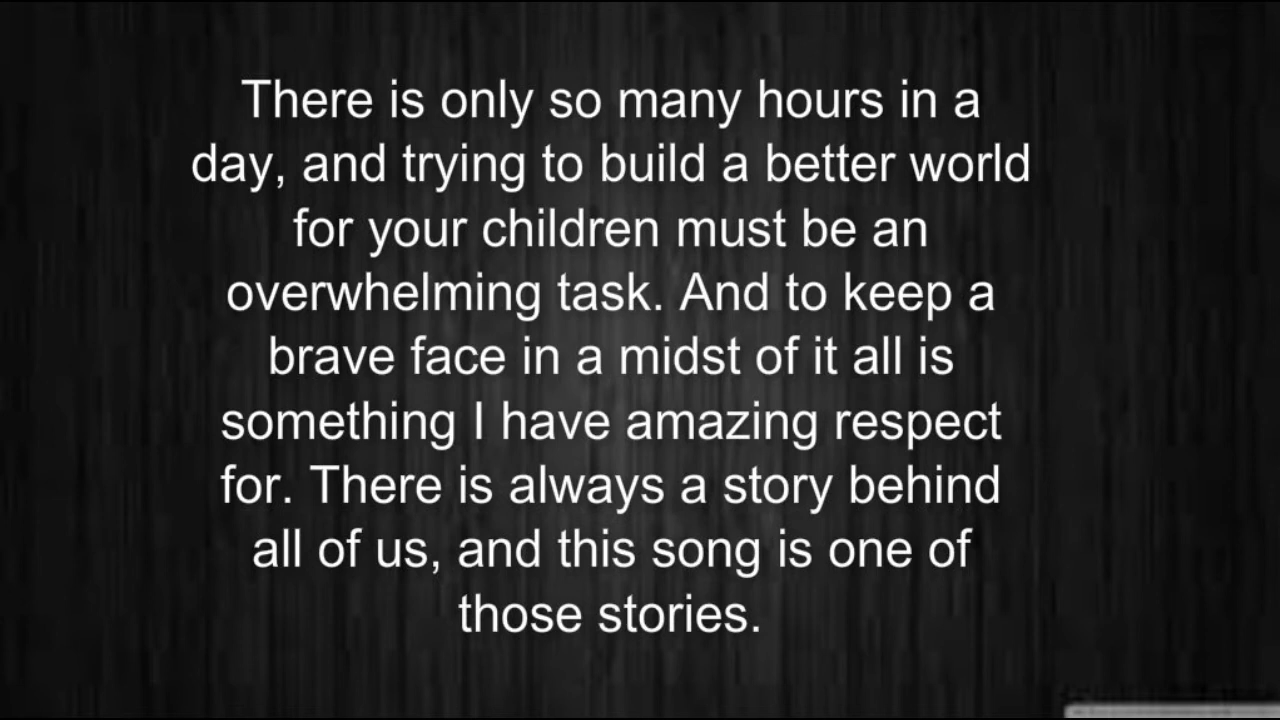 There is only so many hours in a
day, and trying to build a better world
for your children must be an
overwhelming task. And to keep a
brave face in a midst of it all is
something I have amazing respect
for. There is always a story behind
all of us, and this song is one of
those stories.